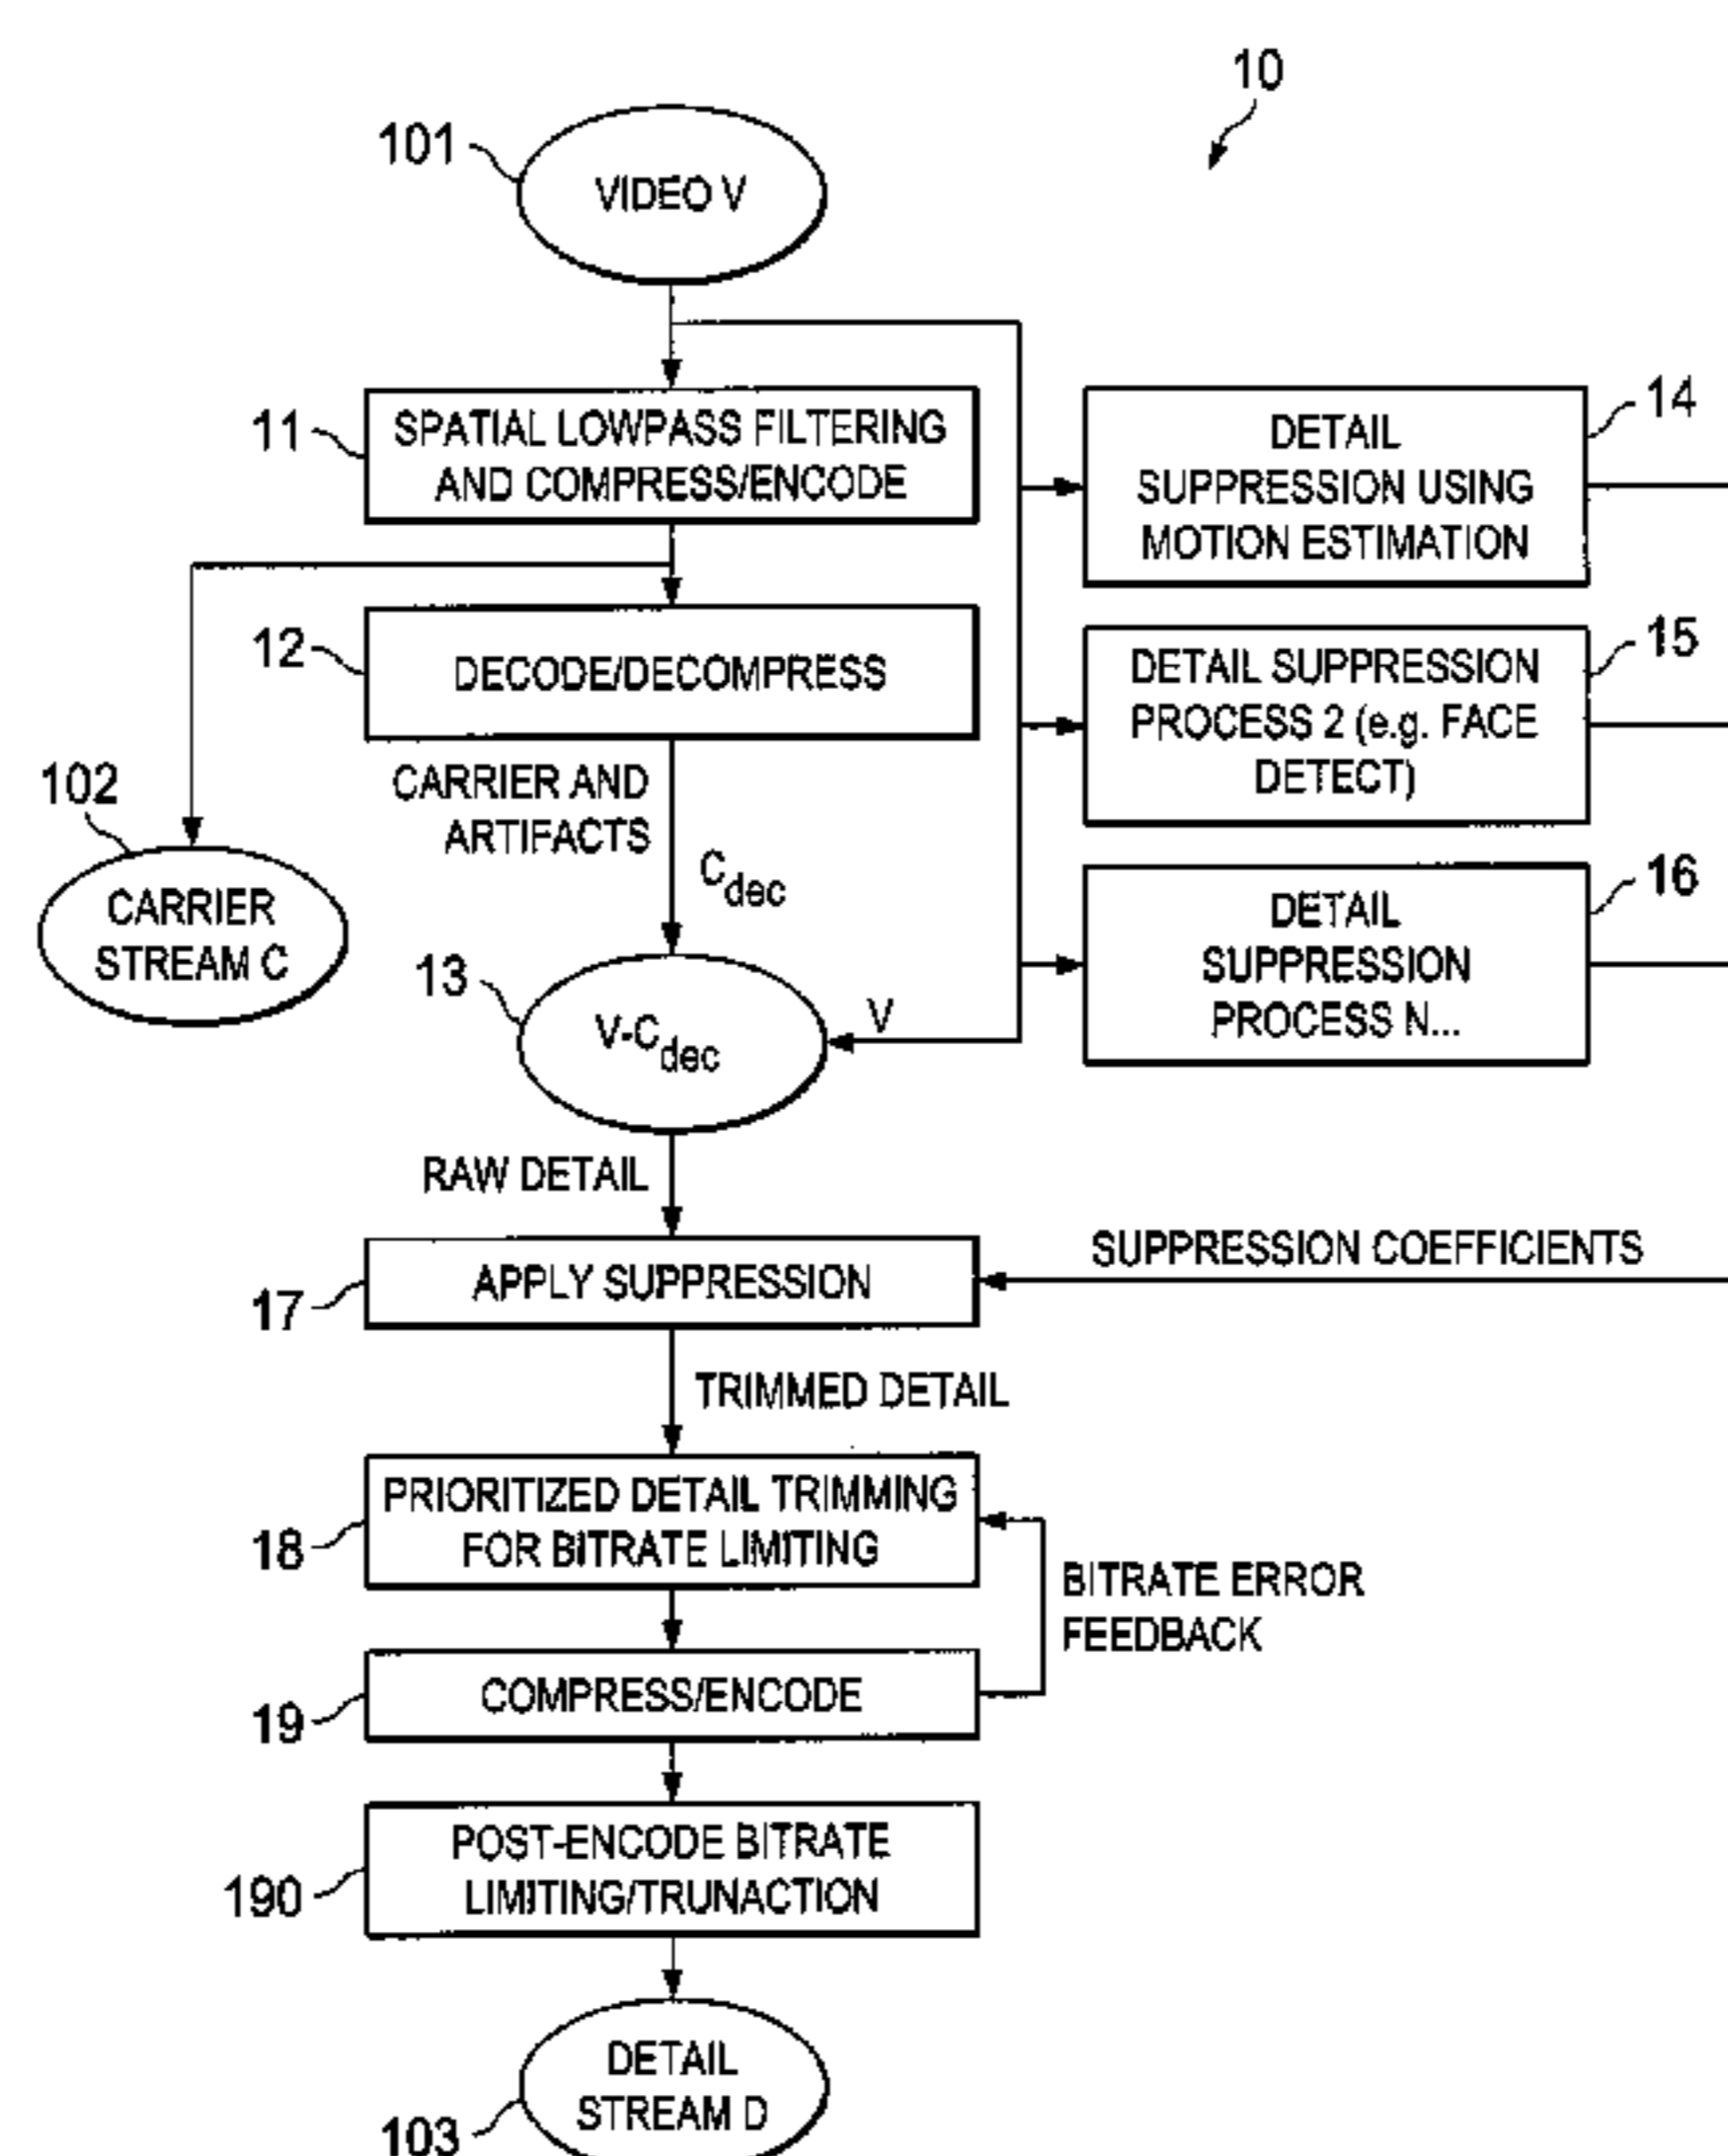 10
101
VIDEO V
11
SPATIAL LOWPASS FILTERING
AND COMPRESS/ENCODE
14
DETAIL
SUPPRESSION USING
MOTION ESTIMATION
12
DECODE/DECOMPRESS
15
DETAIL SUPPRESSION
PROCESS 2 (e.g. FACE
DETECT)
CARRIER AND
ARTIFACTS
Cdec
102
CARRIER
STREAM C
16
DETAIL
SUPPRESSION
PROCESS N...
13
V-Cdec
V
RAW DETAIL
17
APPLY SUPPRESSION
SUPPRESSION COEFFICIENTS
TRIMMED DETAIL
18
PRIORITIZED DETAIL TRIMMING
FOR BITRATE LIMITING
BITRATE ERROR
FEEDBACK
19
COMPRESS/ENCODE
190
POST-ENCODE BITRATE
LIMITING/TRUNACTION
103
DETAIL
STREAM D